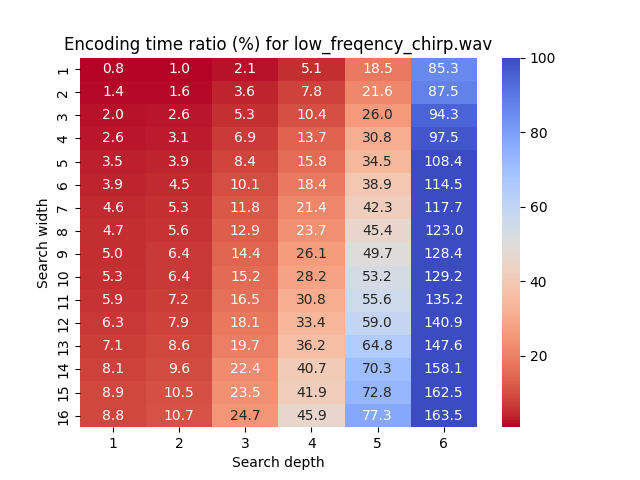 Encoding time ratio (%) for low_freqency_chirp.wav
1 0.8 1.0 2.1 5.1 18.5 85.3
2 1.4 1.6 3.6 7.8 21.6 87.5
3 2.0 2.6 5.3 10.4 26.0 94.3
4 2.6 3.1 6.9 13.7 30.8 97.5
5 3.5 3.9 8.4 15.8 34.5 108.4
6 3.9 4.5 10.1 18.4 38.9 114.5
7 4.6 5.3 11.8 21.4 42.3 117.7
8 4.7 5.6 12.9 23.7 45.4 123.0
9 5.0 6.4 14.4 26.1 49.7 128.4
10 5.3 6.4 15.2 28.2 53.2 129.2
11 5.9 7.2 16.5 30.8 55.6 135.2
12 6.3 7.9 18.1 33.4 59.0 140.9
13 7.1 8.6 19.7 36.2 64.8 147.6
14 8.1 9.6 22.4 40.7 70.3 158.1
15 8.9 10.5 23.5 41.9 72.8 162.5
16 8.8 10.7 24.7 45.9 77.3 163.5
1 2 3 4 5 6
Search depth
Search width
100
80
60
40
20